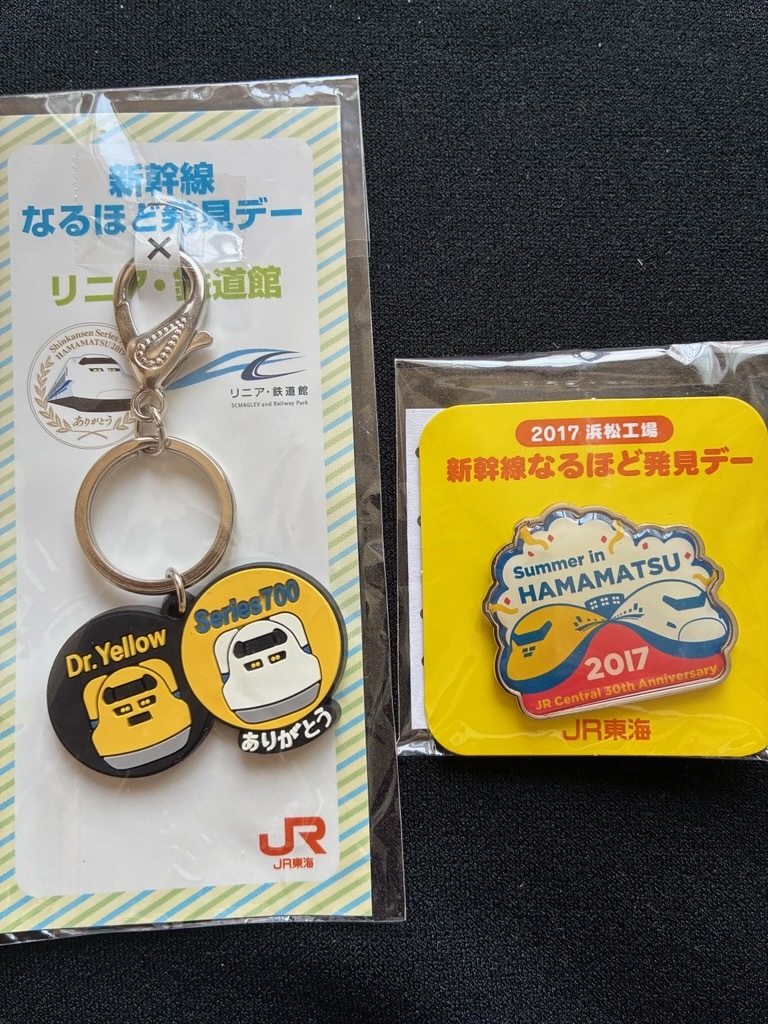 新幹線
なるほど発見デー
×
リニア・鉄道館
Shinkansen Series
HAMAMATSU
ありがとう
リニア・鉄道館
SCMAGLEV and Railway Park
Dr.Yellow
Series700
ありがとう
JR
JR東海
2017 浜松工場
新幹線なるほど発見デー
Summer in
HAMAMATSU
2017
JR Central 30th Anniversary
JR東海